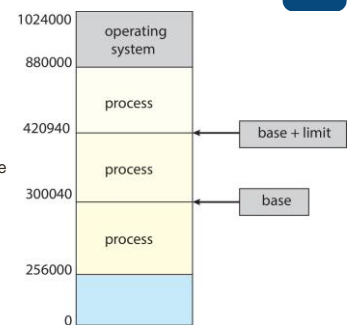 1024000
operating
system
880000
process
420940
base + limit
e
process
300040
base
process
256000
0